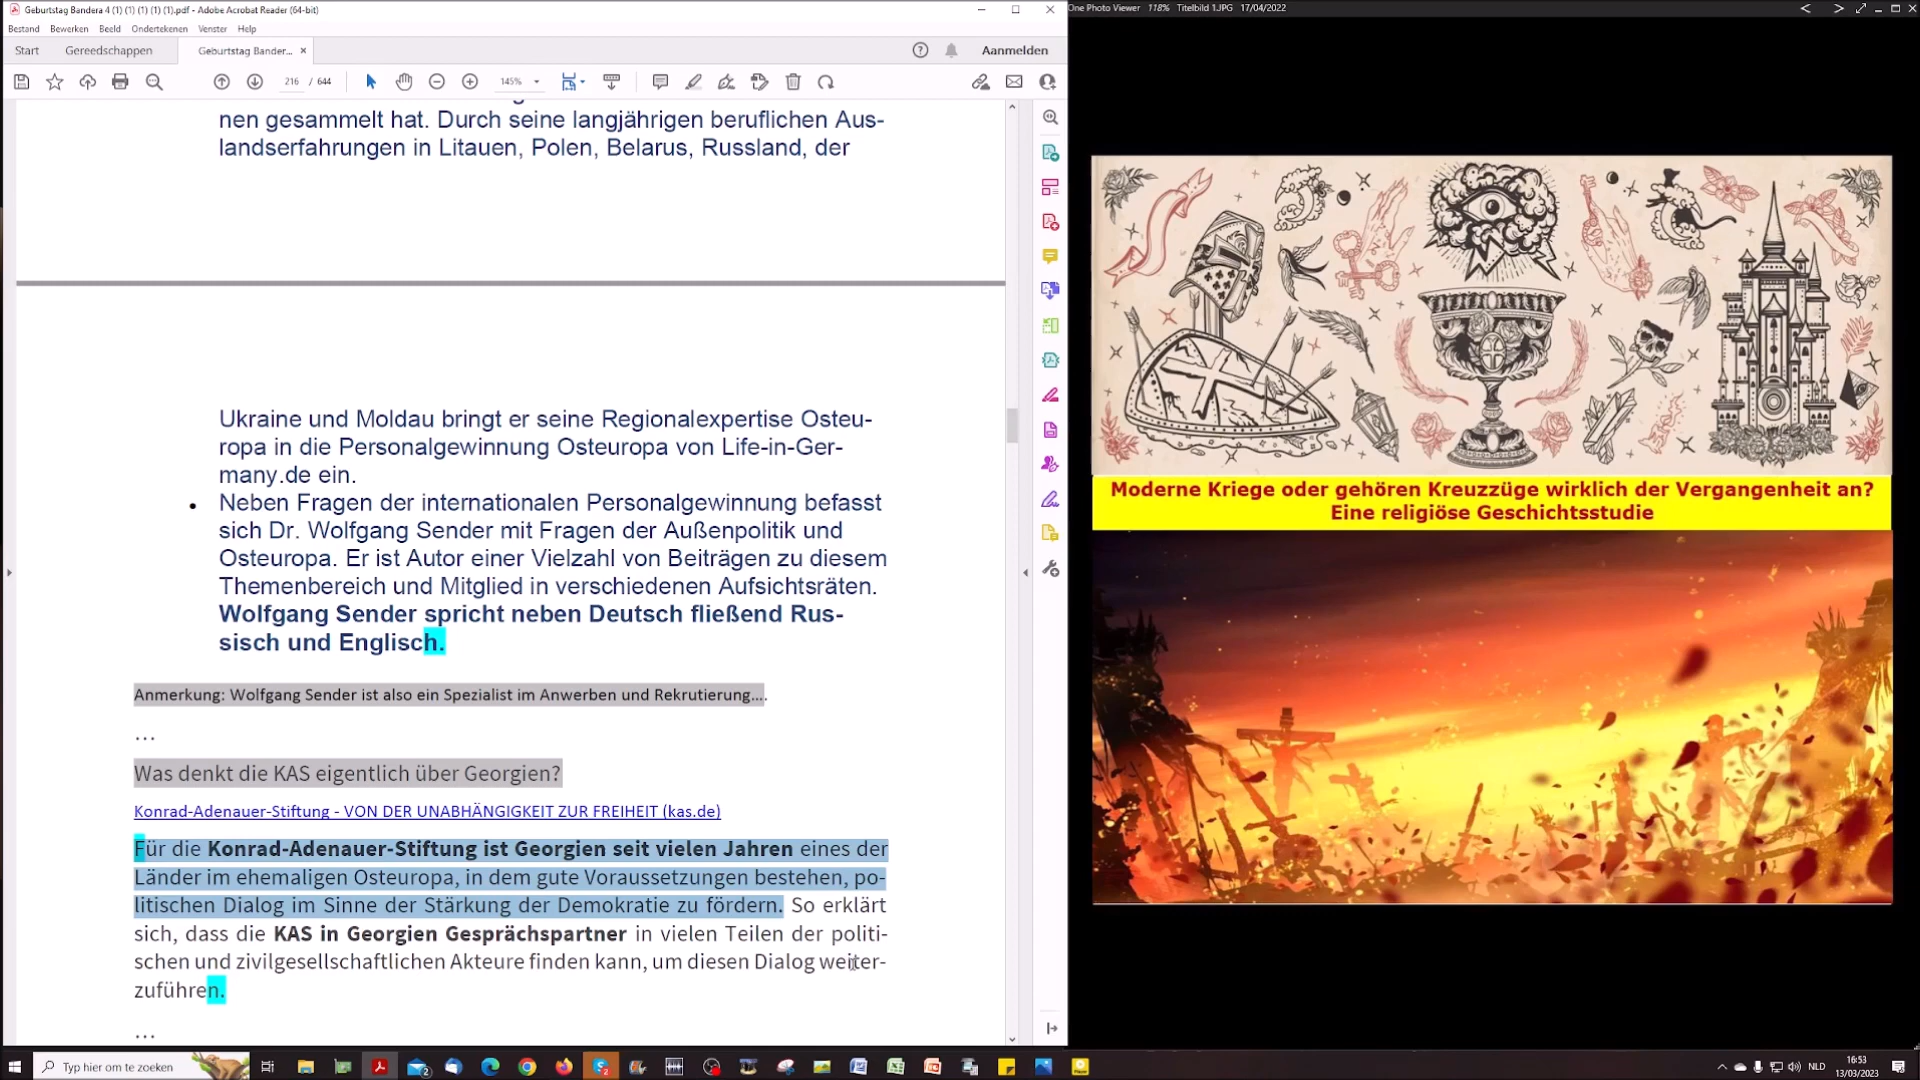 Geburtstag Bandera 4 (1) (1) (1) (1) (1).pdf - Adobe Acrobat Reader (64-bit)
Bestand Bewerken Beeld Ondertekenen Venster Help
Start Gereedschappen Geburtstag Bander... × Aanmelden
216 / 644 145%
nen gesammelt hat. Durch seine langjährigen beruflichen Aus-
landserfahrungen in Litauen, Polen, Belarus, Russland, der
Ukraine und Moldau bringt er seine Regionalexpertise Osteu-
ropa in die Personalgewinnung Osteuropa von Life-in-Ger-
many.de ein.
• Neben Fragen der internationalen Personalgewinnung befasst
sich Dr. Wolfgang Sender mit Fragen der Außenpolitik und
Osteuropa. Er ist Autor einer Vielzahl von Beiträgen zu diesem
Themenbereich und Mitglied in verschiedenen Aufsichtsräten.
Wolfgang Sender spricht neben Deutsch fließend Rus-
sisch und Englisch.
Anmerkung: Wolfgang Sender ist also ein Spezialist im Anwerben und Rekrutierung....
...
Was denkt die KAS eigentlich über Georgien?
Konrad-Adenauer-Stiftung - VON DER UNABHÄNGIGKEIT ZUR FREIHEIT (kas.de)
Für die Konrad-Adenauer-Stiftung ist Georgien seit vielen Jahren eines der
Länder im ehemaligen Osteuropa, in dem gute Voraussetzungen bestehen, po-
litischen Dialog im Sinne der Stärkung der Demokratie zu fördern. So erklärt
sich, dass die KAS in Georgien Gesprächspartner in vielen Teilen der politi-
schen und zivilgesellschaftlichen Akteure finden kann, um diesen Dialog weiter-
zuführen.
...
One Photo Viewer 118% Titelbild 1.JPG 17/04/2022
Moderne Kriege oder gehören Kreuzzüge wirklich der Vergangenheit an?
Eine religiöse Geschichtsstudie
Typ hier om te zoeken
NLD
16:53
13/03/2023